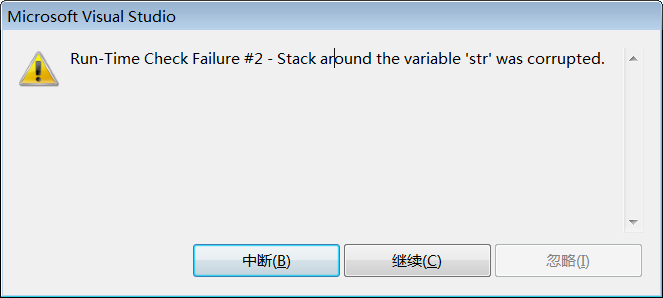 Microsoft Visual Studio
Run-Time Check Failure #2 - Stack around the variable 'str' was corrupted.
中断(B)
继续(C)
忽略(I)